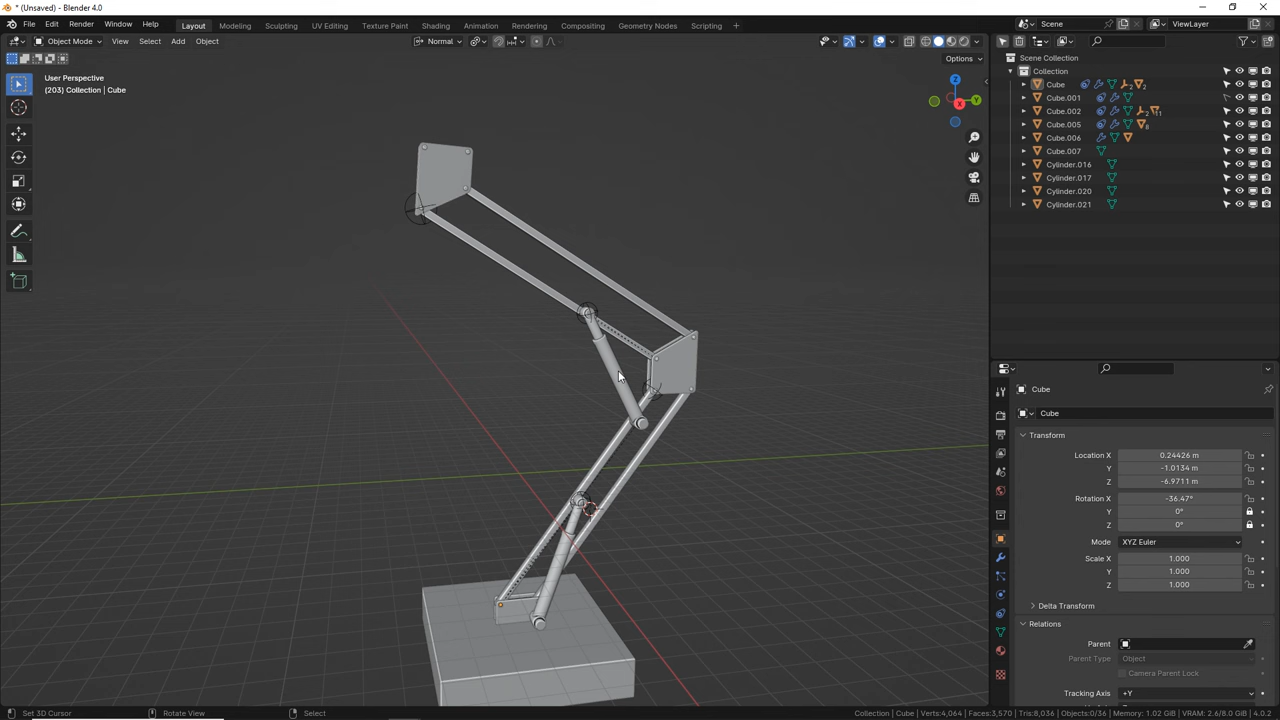 * (Unsaved) - Blender 4.0
File Edit Render Window Help Layout Modeling Sculpting UV Editing Texture Paint Shading Animation Rendering Compositing Geometry Nodes Scripting + Scene ViewLayer
Object Mode View Select Add Object Normal
Options
User Perspective
(203) Collection | Cube
Z
Y
X
Scene Collection
Collection
Cube 2 2
Cube.001
Cube.002 2 11
Cube.005 8
Cube.006
Cube.007
Cylinder.016
Cylinder.017
Cylinder.020
Cylinder.021
Cube
Cube
Transform
Location X 0.24426 m
Y -1.0134 m
Z -6.9711 m
Rotation X -36.47°
Y 0°
Z 0°
Mode XYZ Euler
Scale X 1.000
Y 1.000
Z 1.000
Delta Transform
Relations
Parent
Parent Type Object
Camera Parent Lock
Tracking Axis +Y
Set 3D Cursor Rotate View Select Collection | Cube | Verts:4,064 | Faces:3,570 | Tris:8,036 | Objects:0/36 | Memory: 1.02 GiB | VRAM: 2.6/8.0 GiB | 4.0.2